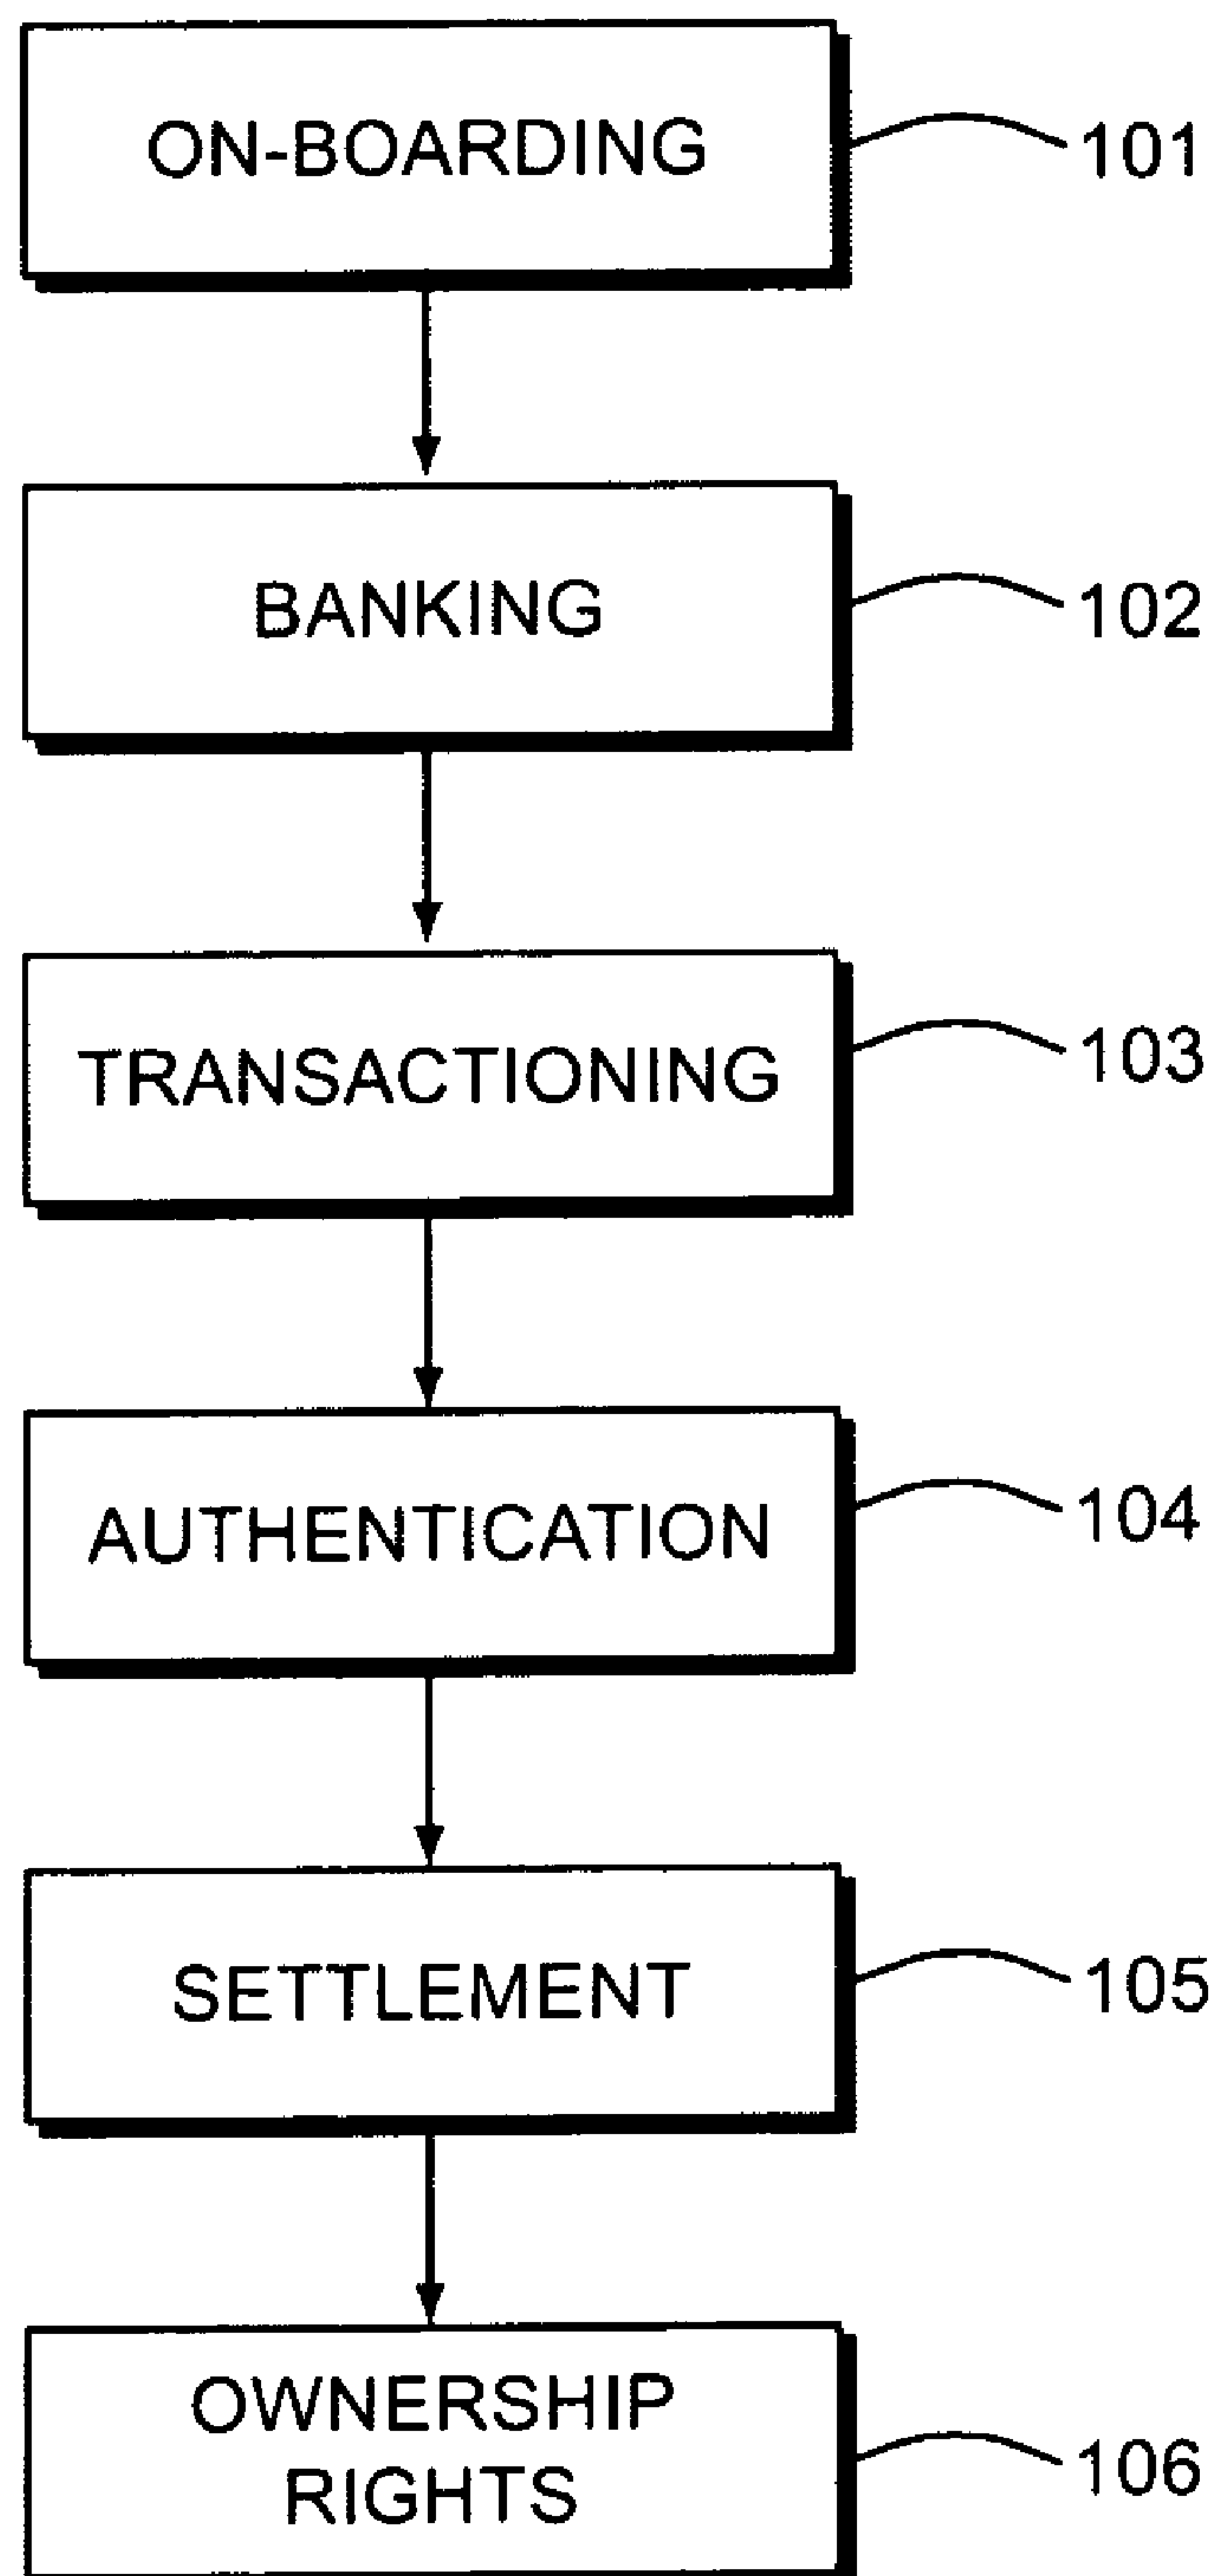 ON-BOARDING
101
BANKING
102
TRANSACTIONING
103
AUTHENTICATION
104
SETTLEMENT
105
OWNERSHIP
RIGHTS
106